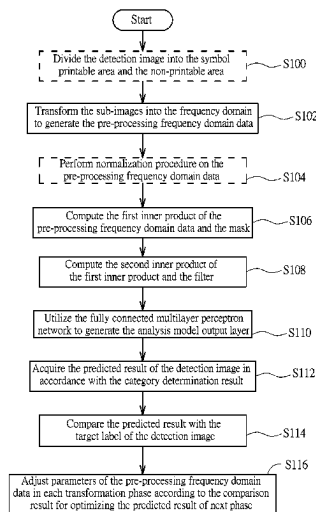 Start
Divide the detection image into the symbol
printable area and the non-printable area
S100
Transform the sub-images into the frequency domain
to generate the pre-processing frequency domain data
S102
Perform normalization procedure on the
pre-processing frequency domain data
S104
Compute the first inner product of the
pre-processing frequency domain data and the mask
S106
Compute the second inner product of
the first inner product and the filter
S108
Utilize the fully connected multilayer perceptron
network to generate the analysis model output layer
S110
Acquire the predicted result of the detection image in
accordance with the category determination result
S112
Compare the predicted result with the
target label of the detection image
S114
S116
Adjust parameters of the pre-processing frequency domain
data in each transformation phase according to the comparison
result for optimizing the predicted result of next phase